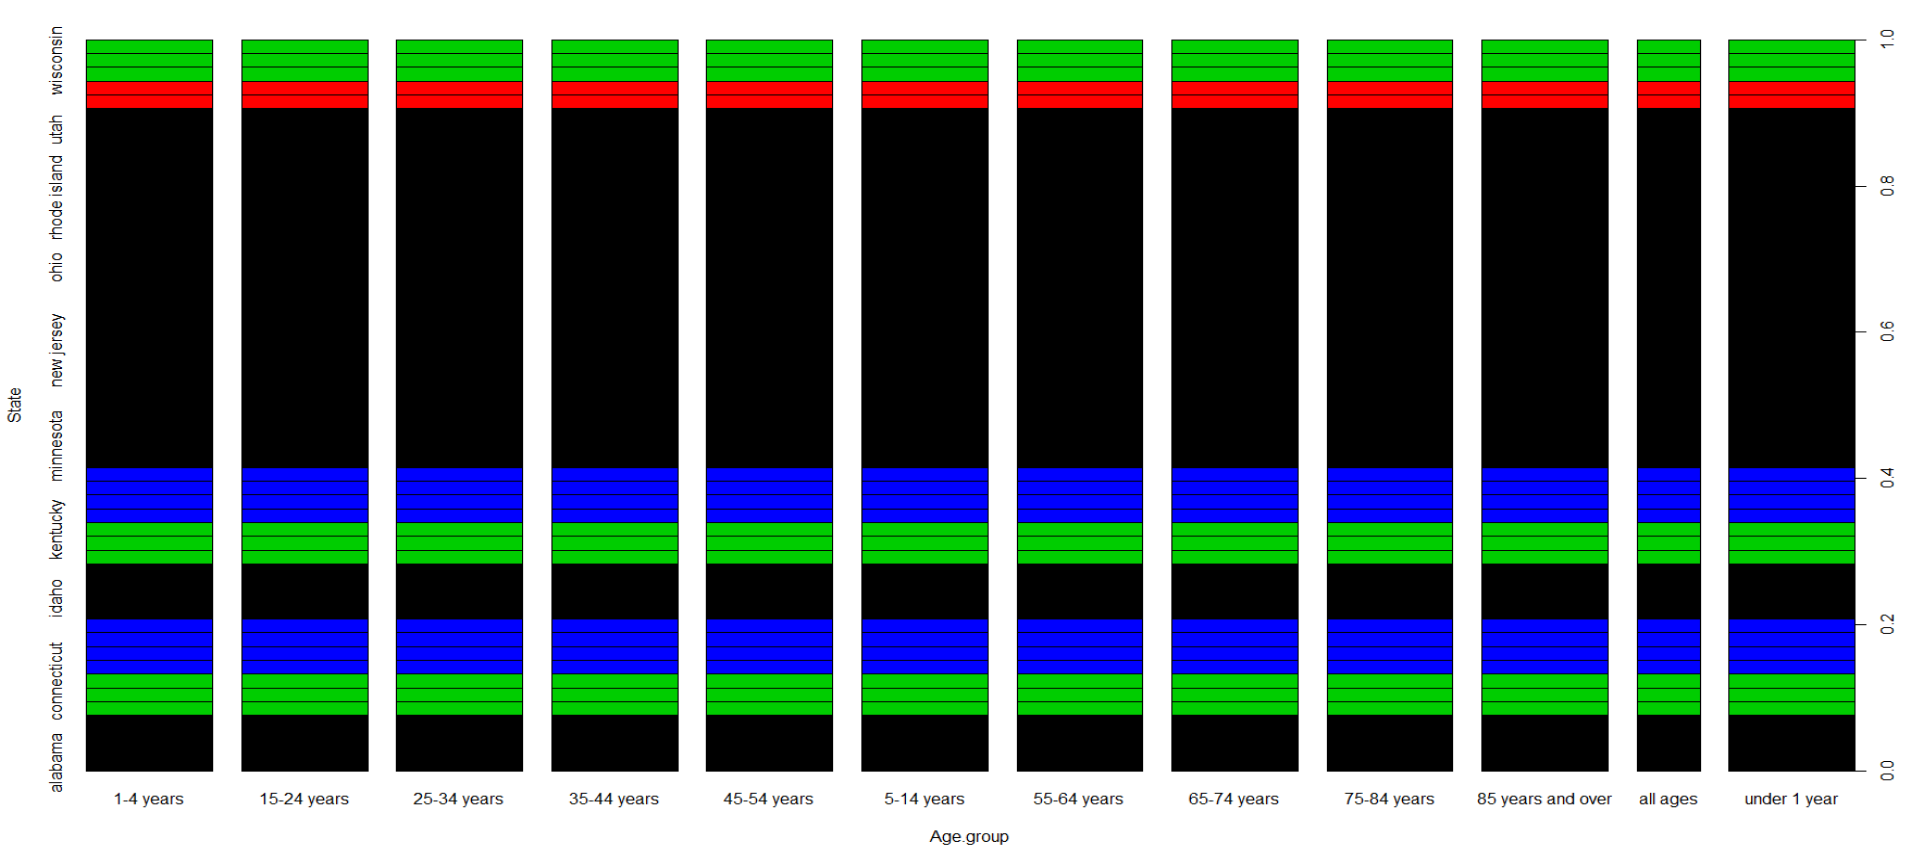 State
wisconsin
utah
rhode island
ohio
new jersey
minnesota
kentucky
idaho
connecticut
alabama
1.0
0.8
0.6
0.4
0.2
0.0
1-4 years 15-24 years 25-34 years 35-44 years 45-54 years 5-14 years 55-64 years 65-74 years 75-84 years 85 years and over all ages under 1 year
Age.group